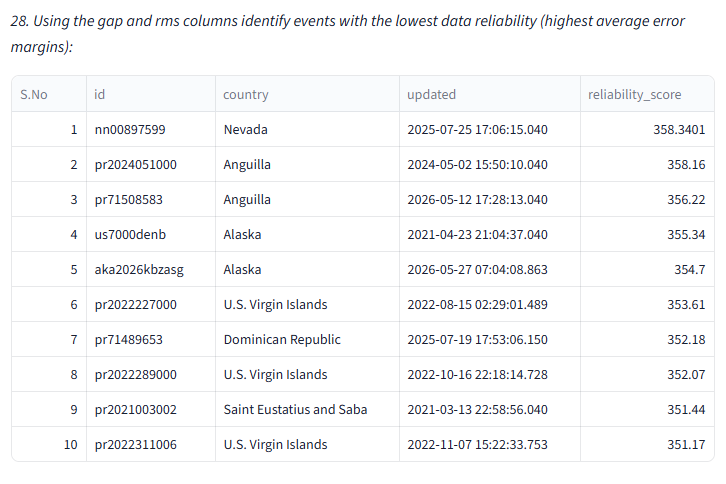 28. Using the gap and rms columns identify events with the lowest data reliability (highest average error
margins):
S.No id country updated reliability_score
1 nn00897599 Nevada 2025-07-25 17:06:15.040 358.3401
2 pr2024051000 Anguilla 2024-05-02 15:50:10.040 358.16
3 pr71508583 Anguilla 2026-05-12 17:28:13.040 356.22
4 us7000denb Alaska 2021-04-23 21:04:37.040 355.34
5 aka2026kbzasg Alaska 2026-05-27 07:04:08.863 354.7
6 pr2022227000 U.S. Virgin Islands 2022-08-15 02:29:01.489 353.61
7 pr71489653 Dominican Republic 2025-07-19 17:53:06.150 352.18
8 pr2022289000 U.S. Virgin Islands 2022-10-16 22:18:14.728 352.07
9 pr2021003002 Saint Eustatius and Saba 2021-03-13 22:58:56.040 351.44
10 pr2022311006 U.S. Virgin Islands 2022-11-07 15:22:33.753 351.17